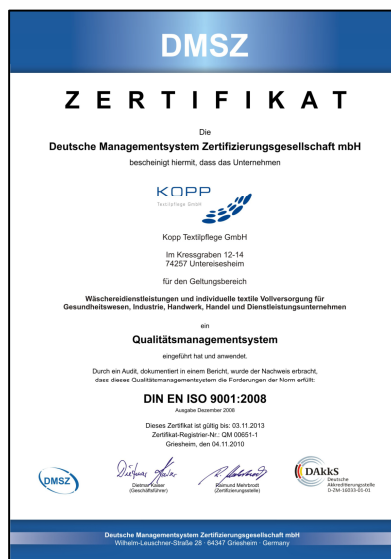 DMSZ
ZERTIFIKAT
Die
Deutsche Managementsystem Zertifizierungsgesellschaft mbH
bescheinigt hiermit, dass das Unternehmen
KOPP
Textilpflege GmbH
Kopp Textilpflege GmbH
Im Kressgraben 12-14
74257 Untereisesheim
für den Geltungsbereich
Wäschereidienstleistungen und individuelle textile Vollversorgung für
Gesundheitswesen, Industrie, Handwerk, Handel und Dienstleistungsunternehmen
ein
Qualitätsmanagementsystem
eingeführt hat und anwendet.
Durch ein Audit, dokumentiert in einem Bericht, wurde der Nachweis erbracht,
dass dieses Qualitätsmanagementsystem die Forderungen der Norm erfüllt:
DIN EN ISO 9001:2008
Ausgabe Dezember 2008
Dieses Zertifikat ist gültig bis: 03.11.2013
Zertifikat-Registrier-Nr.: QM 00651-1
Griesheim, den 04.11.2010
DMSZ
Dietmar Kaiser
(Geschäftsführer)
Raimund Mehrbrodt
(Zertifizierungsstelle)
DAkkS
Deutsche
Akkreditierungsstelle
D-ZM-16033-01-01
Deutsche Managementsystem Zertifizierungsgesellschaft mbH
Wilhelm-Leuschner-Straße 28 · 64347 Griesheim · Germany